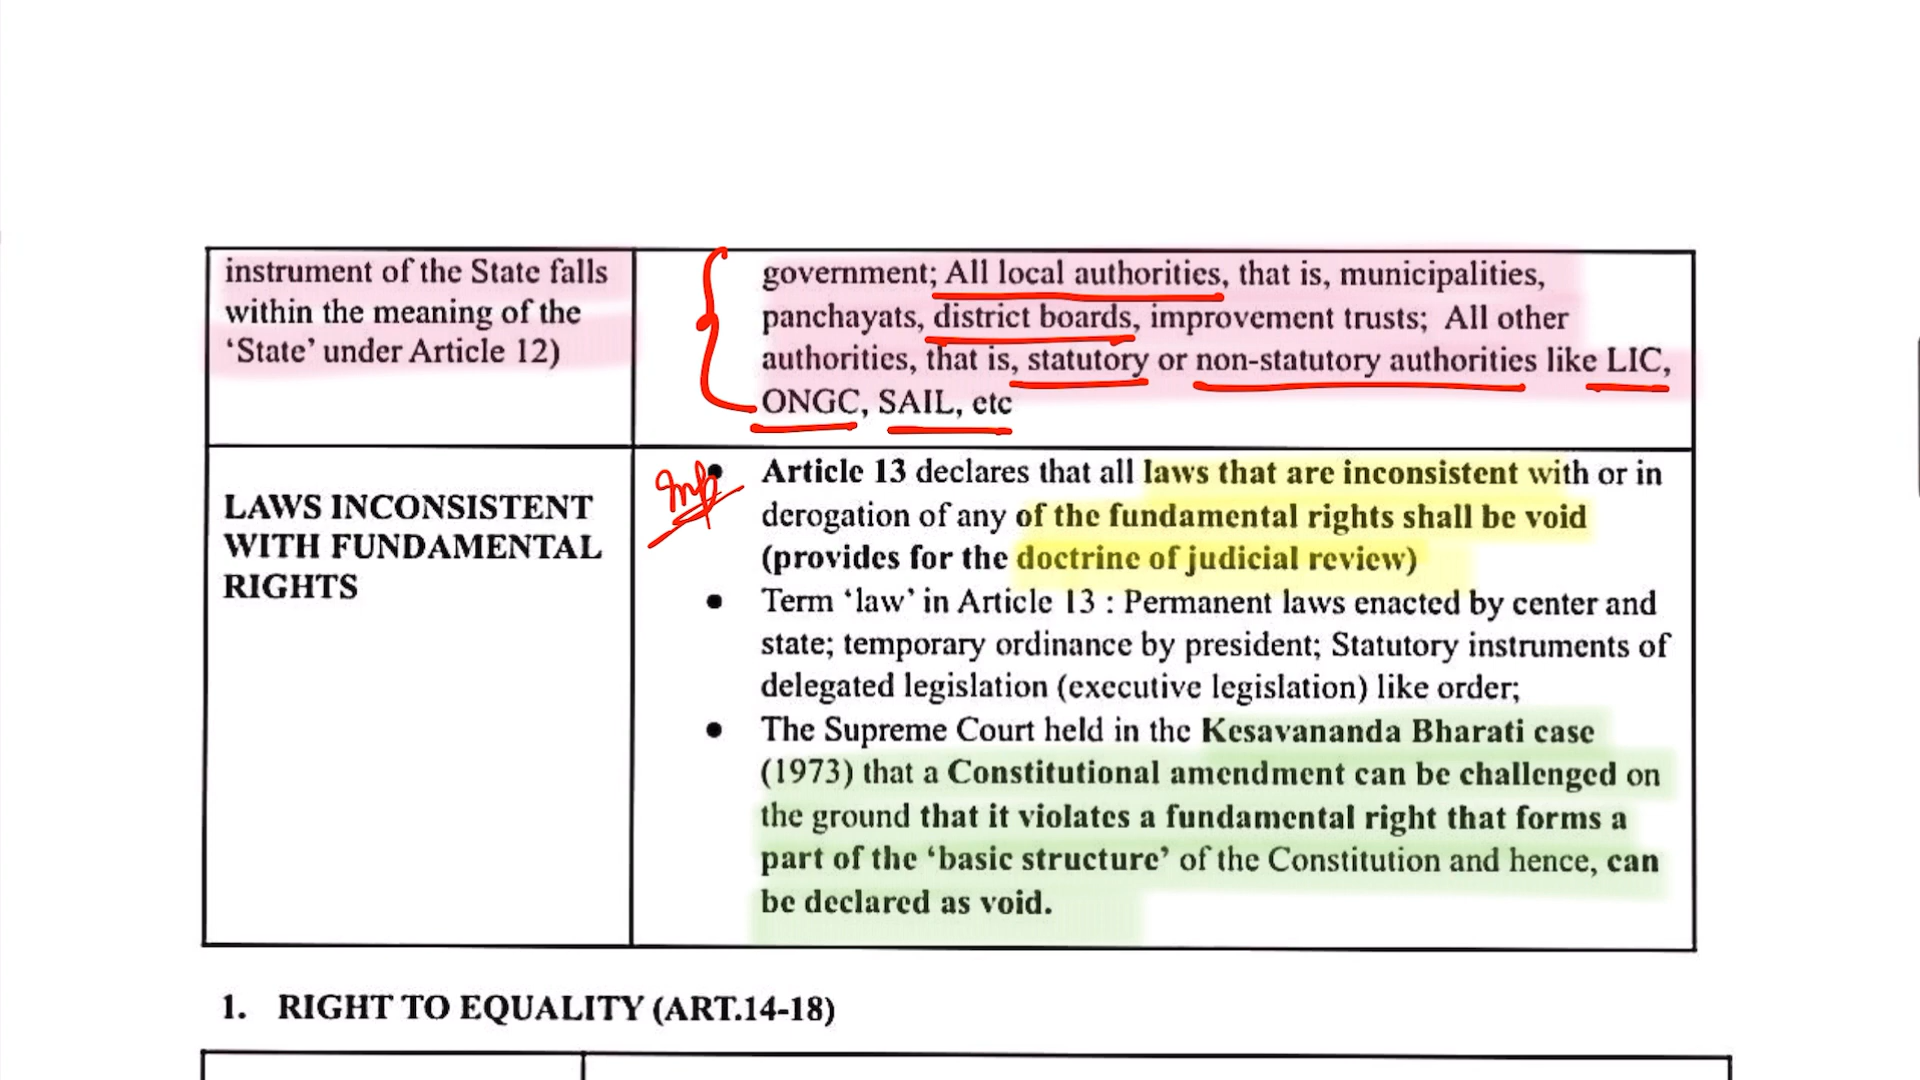 instrument of the State falls
within the meaning of the
‘State’ under Article 12)
government; All local authorities, that is, municipalities,
panchayats, district boards, improvement trusts; All other
authorities, that is, statutory or non-statutory authorities like LIC,
ONGC, SAIL, etc
LAWS INCONSISTENT
WITH FUNDAMENTAL
RIGHTS
Imp
• Article 13 declares that all laws that are inconsistent with or in
derogation of any of the fundamental rights shall be void
(provides for the doctrine of judicial review)
• Term ‘law’ in Article 13 : Permanent laws enacted by center and
state; temporary ordinance by president; Statutory instruments of
delegated legislation (executive legislation) like order;
• The Supreme Court held in the Kesavananda Bharati case
(1973) that a Constitutional amendment can be challenged on
the ground that it violates a fundamental right that forms a
part of the ‘basic structure’ of the Constitution and hence, can
be declared as void.
1. RIGHT TO EQUALITY (ART.14-18)